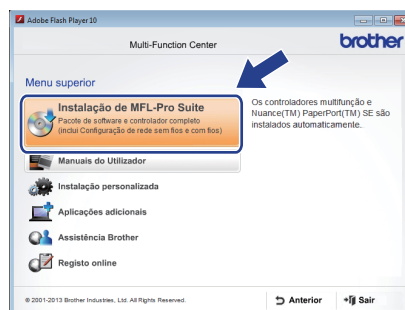 Adobe Flash Player 10
Multi-Function Center
brother
Menu superior
Instalação de MFL-Pro Suite
Pacote de software e controlador completo
(inclui Configuração de rede sem fios e com fios)
Os controladores multifunção e
Nuance(TM) PaperPort(TM) SE são
instalados automaticamente.
Manuais do Utilizador
Instalação personalizada
Aplicações adicionais
Assistência Brother
Registo online
© 2001-2013 Brother Industries, Ltd. All Rights Reserved.
Anterior
Sair